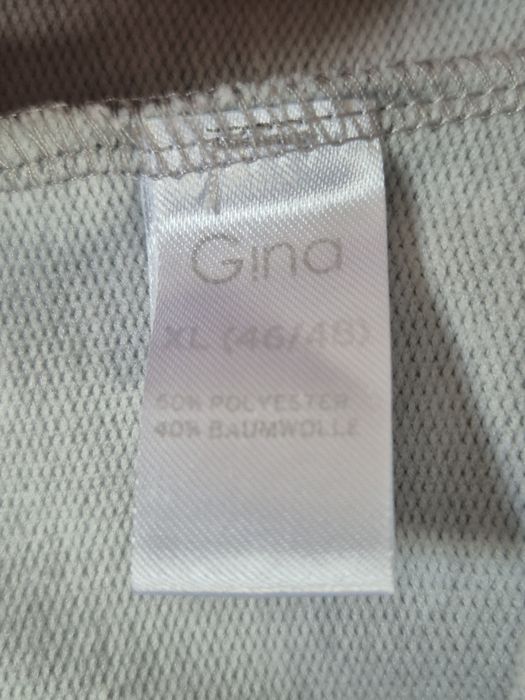 Gina
XL (46/48)
60% POLYESTER
40% BAUMWOLLE